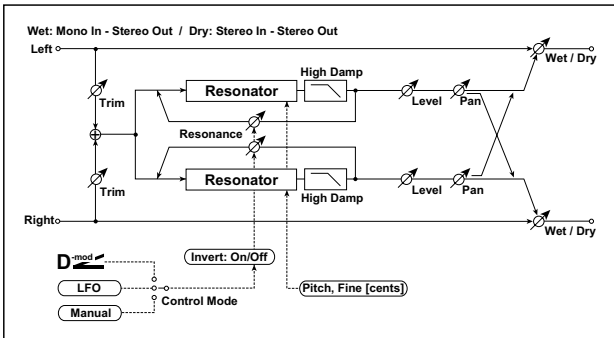 Wet: Mono In - Stereo Out / Dry: Stereo In - Stereo Out
Left
Wet / Dry
High Damp
Resonator
Trim
Level
Pan
Resonance
Trim
Resonator
High Damp
Level
Pan
Right
Wet / Dry
D-mod
Invert: On/Off
LFO
Control Mode
Pitch, Fine [cents]
Manual